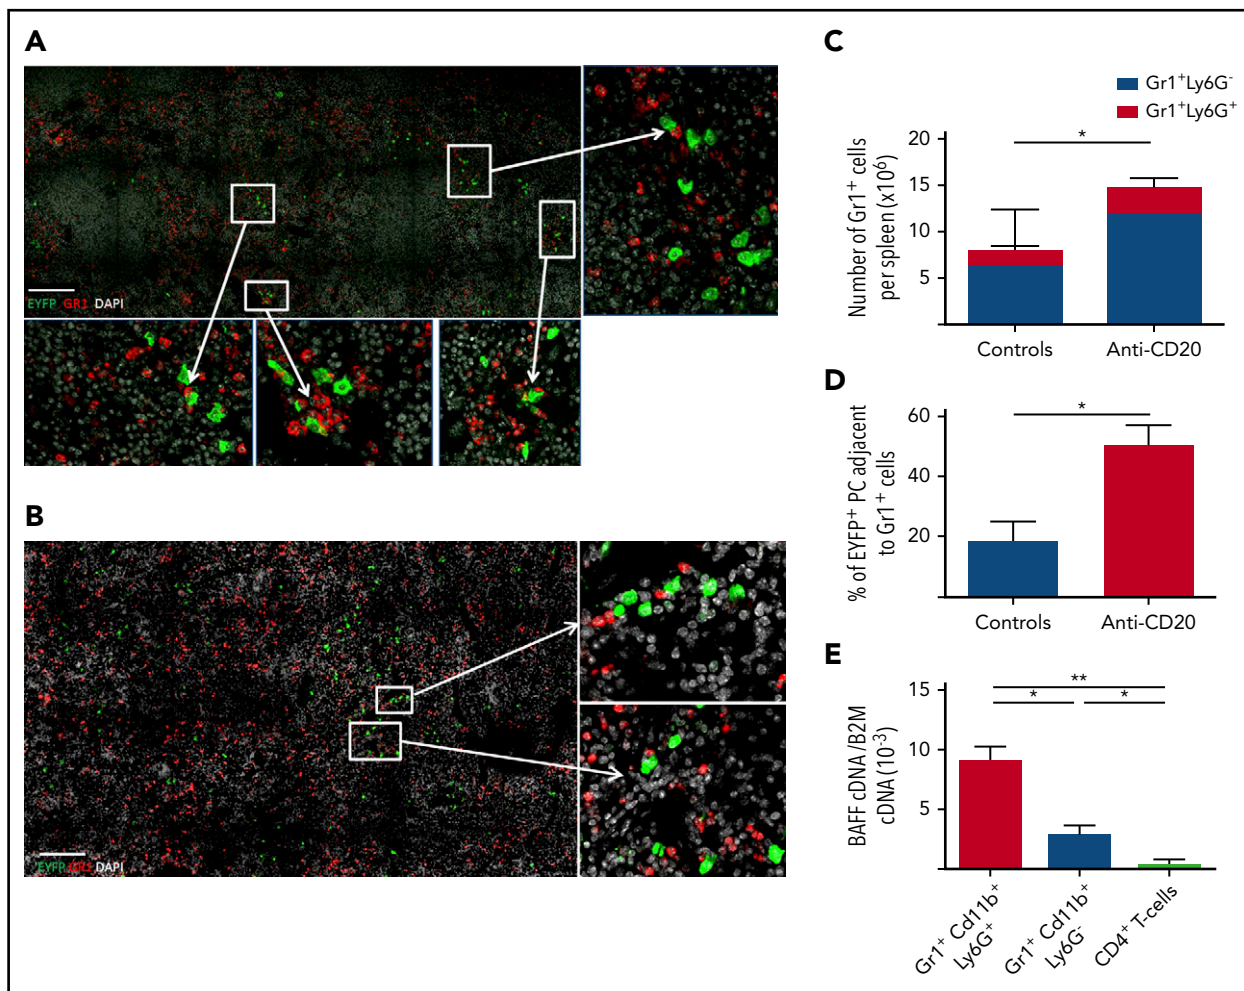 A
EYFP GR1 DAPI
B
EYFP GR1 DAPI
C
Gr1+Ly6G-
Gr1+Ly6G+
Number of Gr1+ cells
per spleen (x10⁶)
20
15
10
5
*
Controls
Anti-CD20
D
% of EYFP+ PC adjacent
to Gr1+ cells
60
40
20
*
Controls
Anti-CD20
E
BAFF cDNA/B2M
cDNA (10⁻³)
15
10
5
**
*
*
Gr1+ Cd11b+
Ly6G+
Gr1+ Cd11b+
Ly6G-
CD4+ T-cells